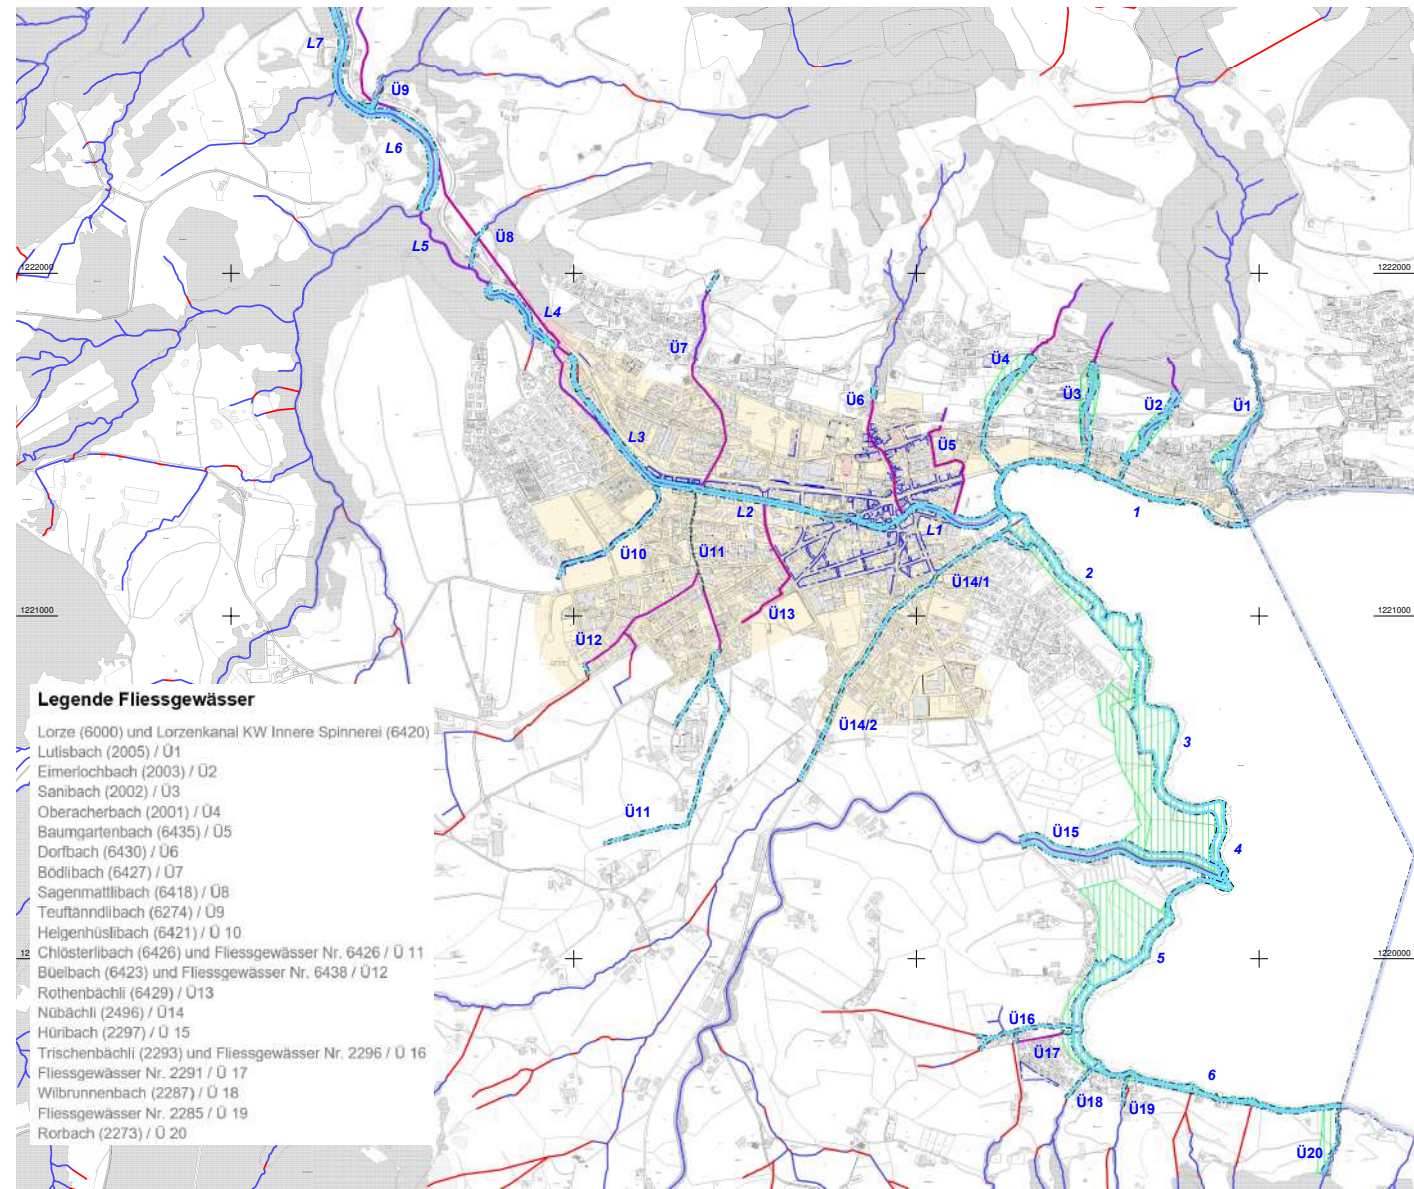 L7
Ü9
L6
L5
Ü8
1222000
1222000
L4
Ü7
Ü6
Ü5
Ü4
Ü3
Ü2
Ü1
L3
L2
L1
1
2
Ü10
Ü11
Ü14/1
1221000
1221000
Ü12
Ü13
Ü14/2
3
Ü11
Ü15
4
5
1220000
Ü16
Ü17
Ü18
Ü19
6
Ü20
Legende Fliessgewässer
Lorze (6000) und Lorzenkanal KW Innere Spinnerei (6420)
Lutisbach (2005) / Ü1
Eimerlochbach (2003) / Ü2
Sanibach (2002) / Ü3
Oberacherbach (2001) / Ü4
Baumgartenbach (6435) / Ü5
Dorfbach (6430) / Ü6
Bödlibach (6427) / Ü7
Sagenmattlibach (6418) / Ü8
Teuftänndlibach (6274) / Ü9
Helgenhüslibach (6421) / Ü 10
Chlösterlibach (6426) und Fliessgewässer Nr. 6426 / Ü 11
Büelbach (6423) und Fliessgewässer Nr. 6438 / Ü12
Rothenbächli (6429) / Ü13
Nübächli (2496) / Ü14
Hüribach (2297) / Ü 15
Trischenbächli (2293) und Fliessgewässer Nr. 2296 / Ü 16
Fliessgewässer Nr. 2291 / Ü 17
Wilbrunnenbach (2287) / Ü 18
Fliessgewässer Nr. 2285 / Ü 19
Rorbach (2273) / Ü 20